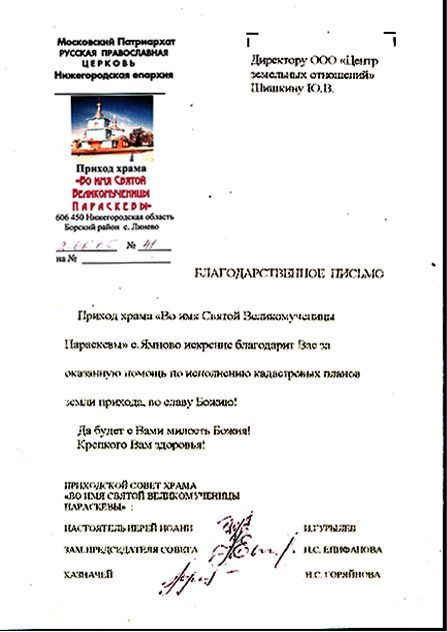 Московский Патриархат
РУССКАЯ ПРАВОСЛАВНАЯ
ЦЕРКОВЬ
Нижегородская епархия
Приход храма
«Во имя Святой
Великомученицы
Параскевы»
606 450 Нижегородская область
Борский район с. Линево
№ 41
на №
Директору ООО «Центр
земельных отношений»
Шишкину Ю.В.
БЛАГОДАРСТВЕННОЕ ПИСЬМО
Приход храма «Во имя Святой Великомученицы
Параскевы» с. Ямново искренне благодарит Вас за
оказанную помощь по исполнению кадастровых планов
земли прихода, во славу Божию!
Да будет с Вами милость Божия!
Крепкого Вам здоровья!
ПРИХОДСКОЙ СОВЕТ ХРАМА
«ВО ИМЯ СВЯТОЙ ВЕЛИКОМУЧЕНИЦЫ
ПАРАСКЕВЫ» :
НАСТОЯТЕЛЬ ИЕРЕЙ ИОАНН И.ГУРЫЛЕВ
ЗАМ.ПРЕДСЕДАТЕЛЯ СОВЕТА Н.С. ЕПИФАНОВА
КАЗНАЧЕЙ Н.С. ГОРЯЙНОВА